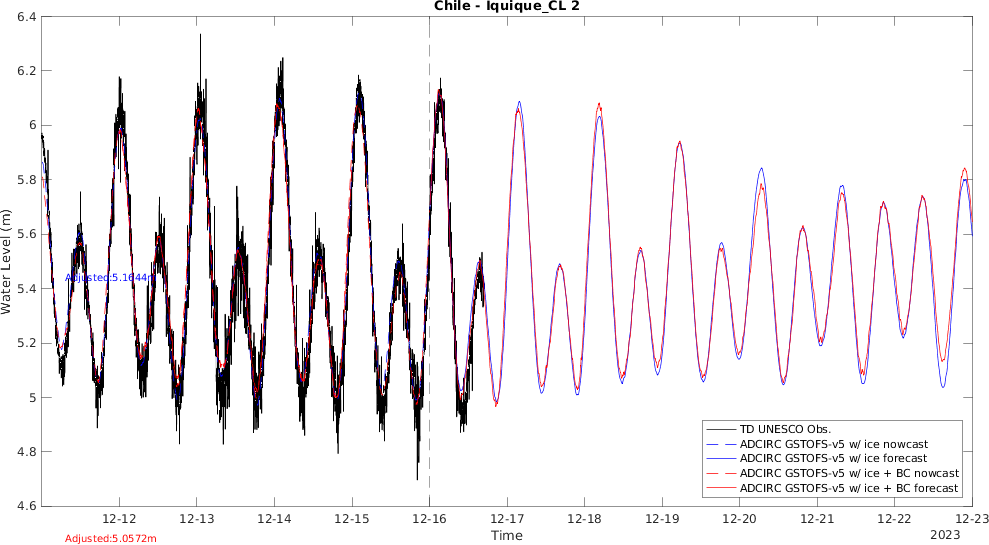 Chile - Iquique_CL 2
6.4
6.2
6
5.8
5.6
5.4
5.2
5
4.8
4.6
Water Level (m)
Adjusted:5.1644m
TD UNESCO Obs.
ADCIRC GSTOFS-v5 w/ ice nowcast
ADCIRC GSTOFS-v5 w/ ice forecast
ADCIRC GSTOFS-v5 w/ ice + BC nowcast
ADCIRC GSTOFS-v5 w/ ice + BC forecast
12-12 12-13 12-14 12-15 12-16 12-17 12-18 12-19 12-20 12-21 12-22 12-23
Time
2023
Adjusted:5.0572m